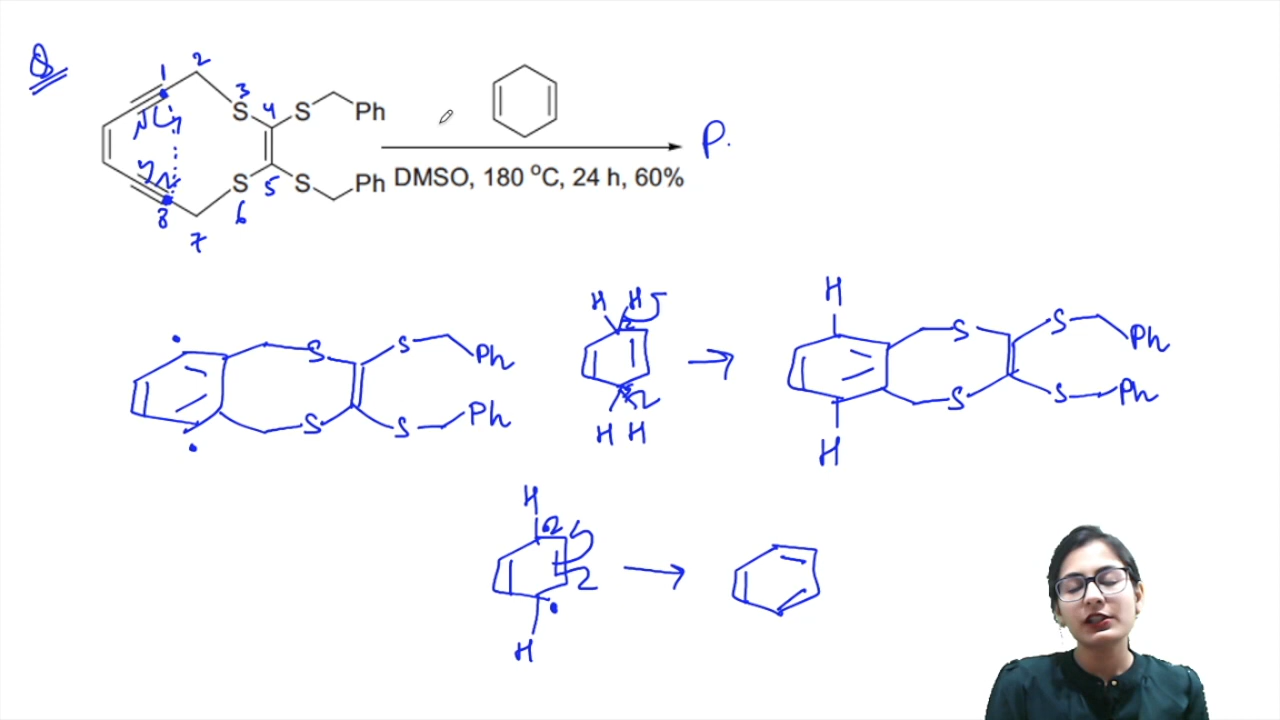 Q
1 2
3
S 4 S Ph
N
S 5 S Ph
8 6
7
DMSO, 180 °C, 24 h, 60%
P.
H
H H
S S Ph
S S Ph
H H
S S Ph
S S Ph
H
H
H